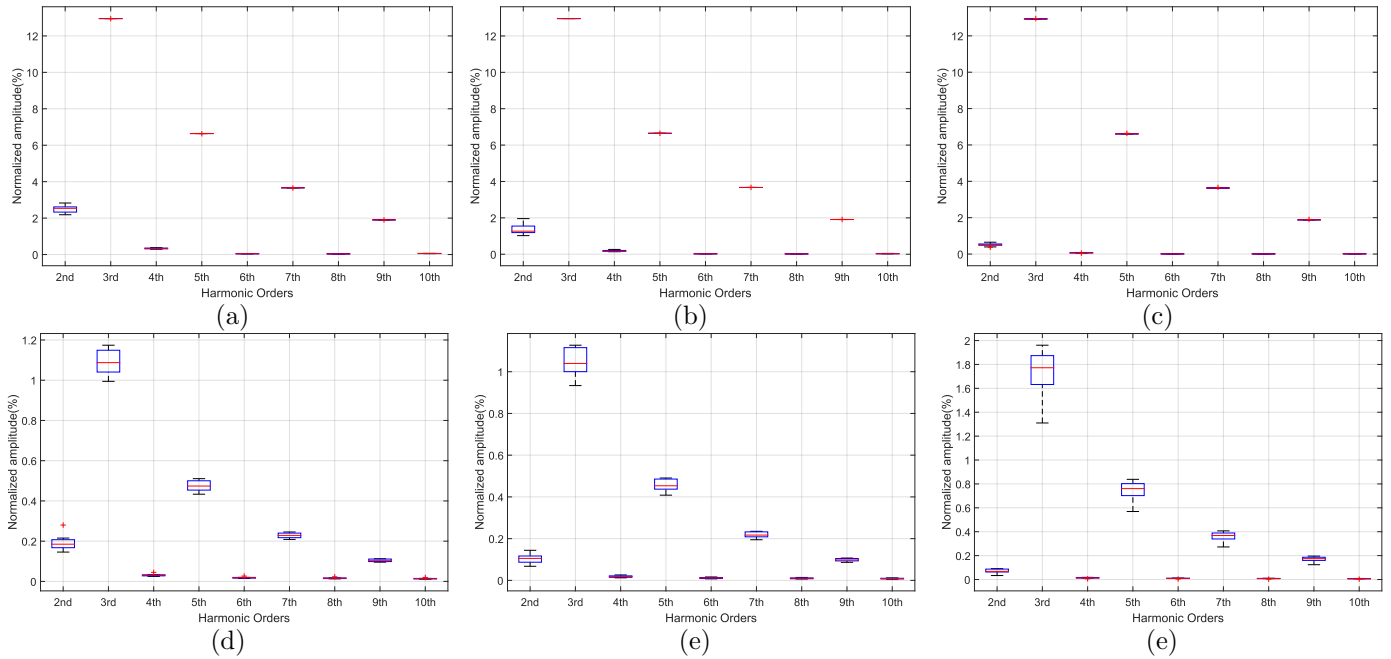 Normalized amplitude(%)
12
10
8
6
4
2
0
2nd 3rd 4th 5th 6th 7th 8th 9th 10th
Harmonic Orders
(a)
Normalized amplitude(%)
12
10
8
6
4
2
0
2nd 3rd 4th 5th 6th 7th 8th 9th 10th
Harmonic Orders
(b)
Normalized amplitude(%)
12
10
8
6
4
2
0
2nd 3rd 4th 5th 6th 7th 8th 9th 10th
Harmonic Orders
(c)
Normalized amplitude(%)
1.2
1
0.8
0.6
0.4
0.2
0
2nd 3rd 4th 5th 6th 7th 8th 9th 10th
Harmonic Orders
(d)
Normalized amplitude(%)
1
0.8
0.6
0.4
0.2
0
2nd 3rd 4th 5th 6th 7th 8th 9th 10th
Harmonic Orders
(e)
Normalized amplitude(%)
2
1.8
1.6
1.4
1.2
1
0.8
0.6
0.4
0.2
0
2nd 3rd 4th 5th 6th 7th 8th 9th 10th
Harmonic Orders
(e)